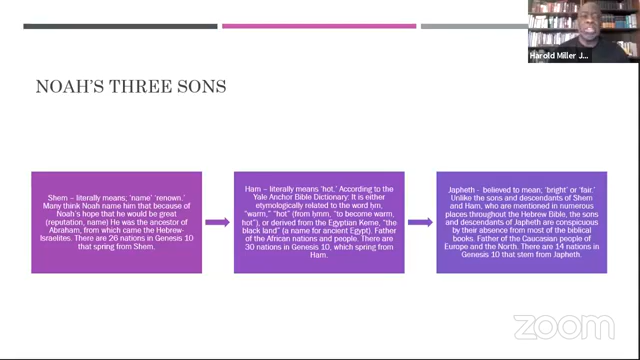 Harold Miller J...
NOAH'S THREE SONS
Shem – literally means; 'name' 'renown.'
Many think Noah name him that because of
Noah's hope that he would be great
(reputation, name) He was the ancestor of
Abraham, from which came the Hebrew-
Israelites. There are 26 nations in Genesis 10
that spring from Shem.
Ham – literally means 'hot.' According to the
Yale Anchor Bible Dictionary: It is either
etymologically related to the word ḥm,
"warm," "hot" (from ḥmm, "to become warm,
hot"), or derived from the Egyptian Keme, "the
black land" (a name for ancient Egypt). Father
of the African nations and people. There are
30 nations in Genesis 10, which spring from
Ham.
Japheth - believed to mean; 'bright' or 'fair.'
Unlike the sons and descendants of Shem
and Ham, who are mentioned in numerous
places throughout the Hebrew Bible, the sons
and descendants of Japheth are conspicuous
by their absence from most of the biblical
books. Father of the Caucasian people of
Europe and the North. There are 14 nations in
Genesis 10 that stem from Japheth.
zoom